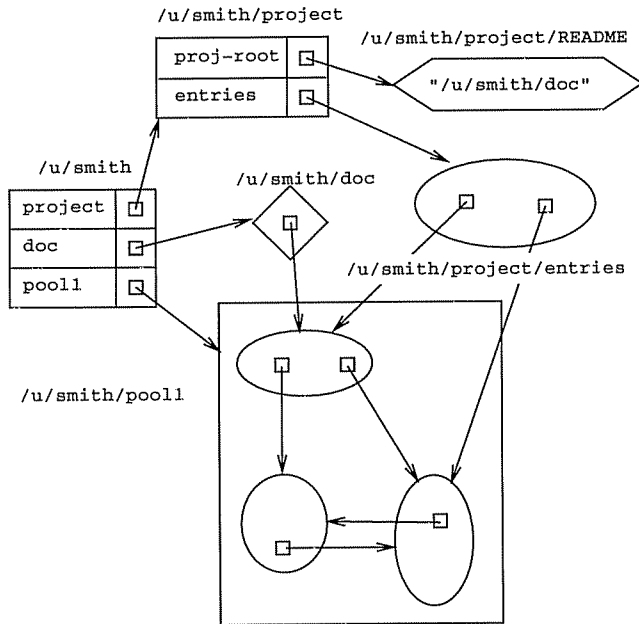 /u/smith/project
/u/smith/project/README
proj-root
"/u/smith/doc"
entries
/u/smith
/u/smith/doc
project
doc
pool1
/u/smith/project/entries
/u/smith/pool1